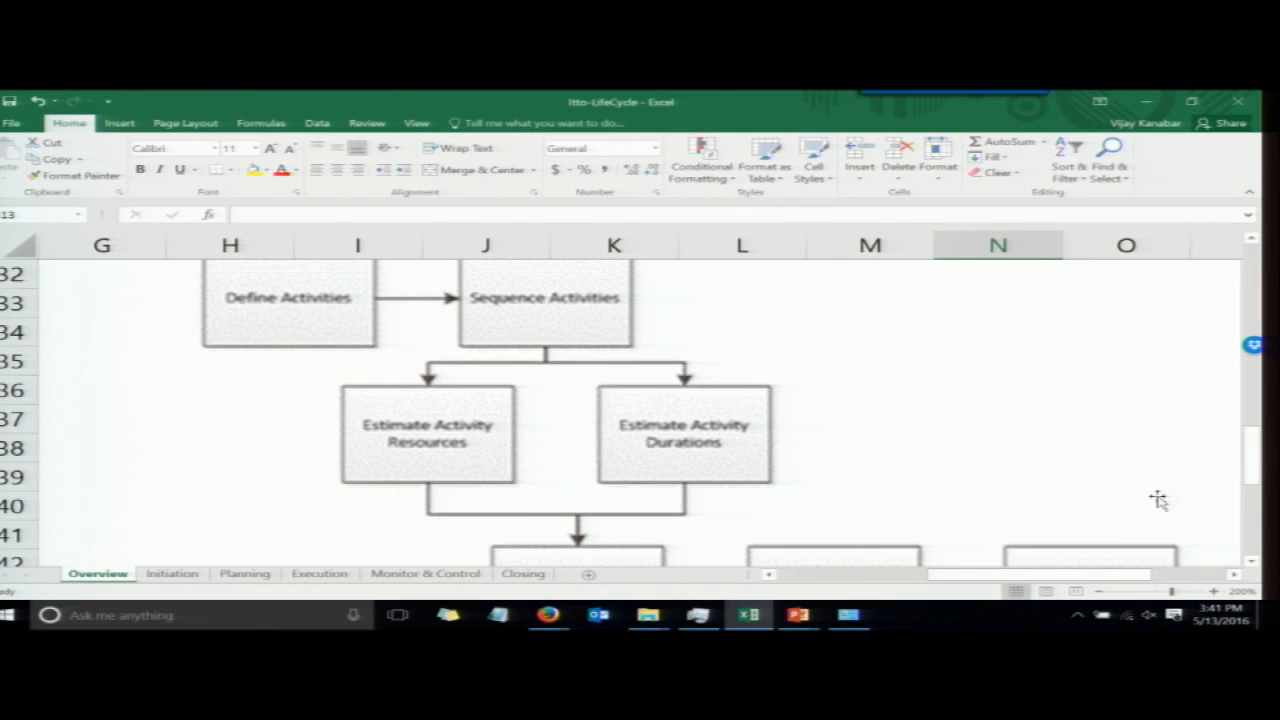 Itto-LifeCycle - Excel
File Home Insert Page Layout Formulas Data Review View Tell me what you want to do... Vijay Kanabar Share
Cut
Copy
Format Painter
Clipboard
Calibri 11
B I U
Font
Wrap Text
Merge & Center
Alignment
General
$ % ,
Number
Conditional Formatting
Format as Table
Cell Styles
Styles
Insert Delete Format
Cells
AutoSum
Fill
Clear
Sort & Filter
Find & Select
Editing
13 fx
G H I J K L M N O
32
33
34
35
36
37
38
39
40
41
42
Define Activities
Sequence Activities
Estimate Activity
Resources
Estimate Activity
Durations
Overview Initiation Planning Execution Monitor & Control Closing
200%
Ask me anything
3:41 PM
5/13/2016